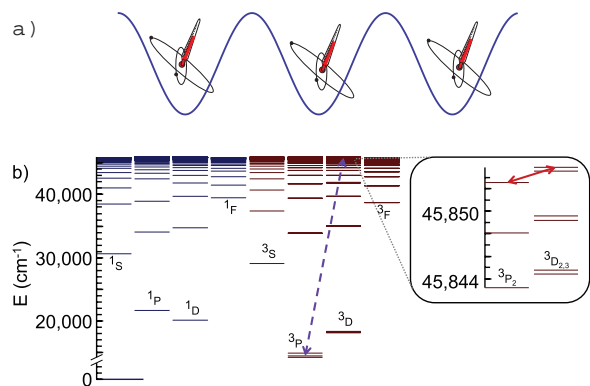 a)
b)
E (cm⁻¹)
40,000
30,000
20,000
0
¹S
¹P
¹D
¹F
³S
³P
³D
³F
45,850
45,844
³P₂
³D₂,₃